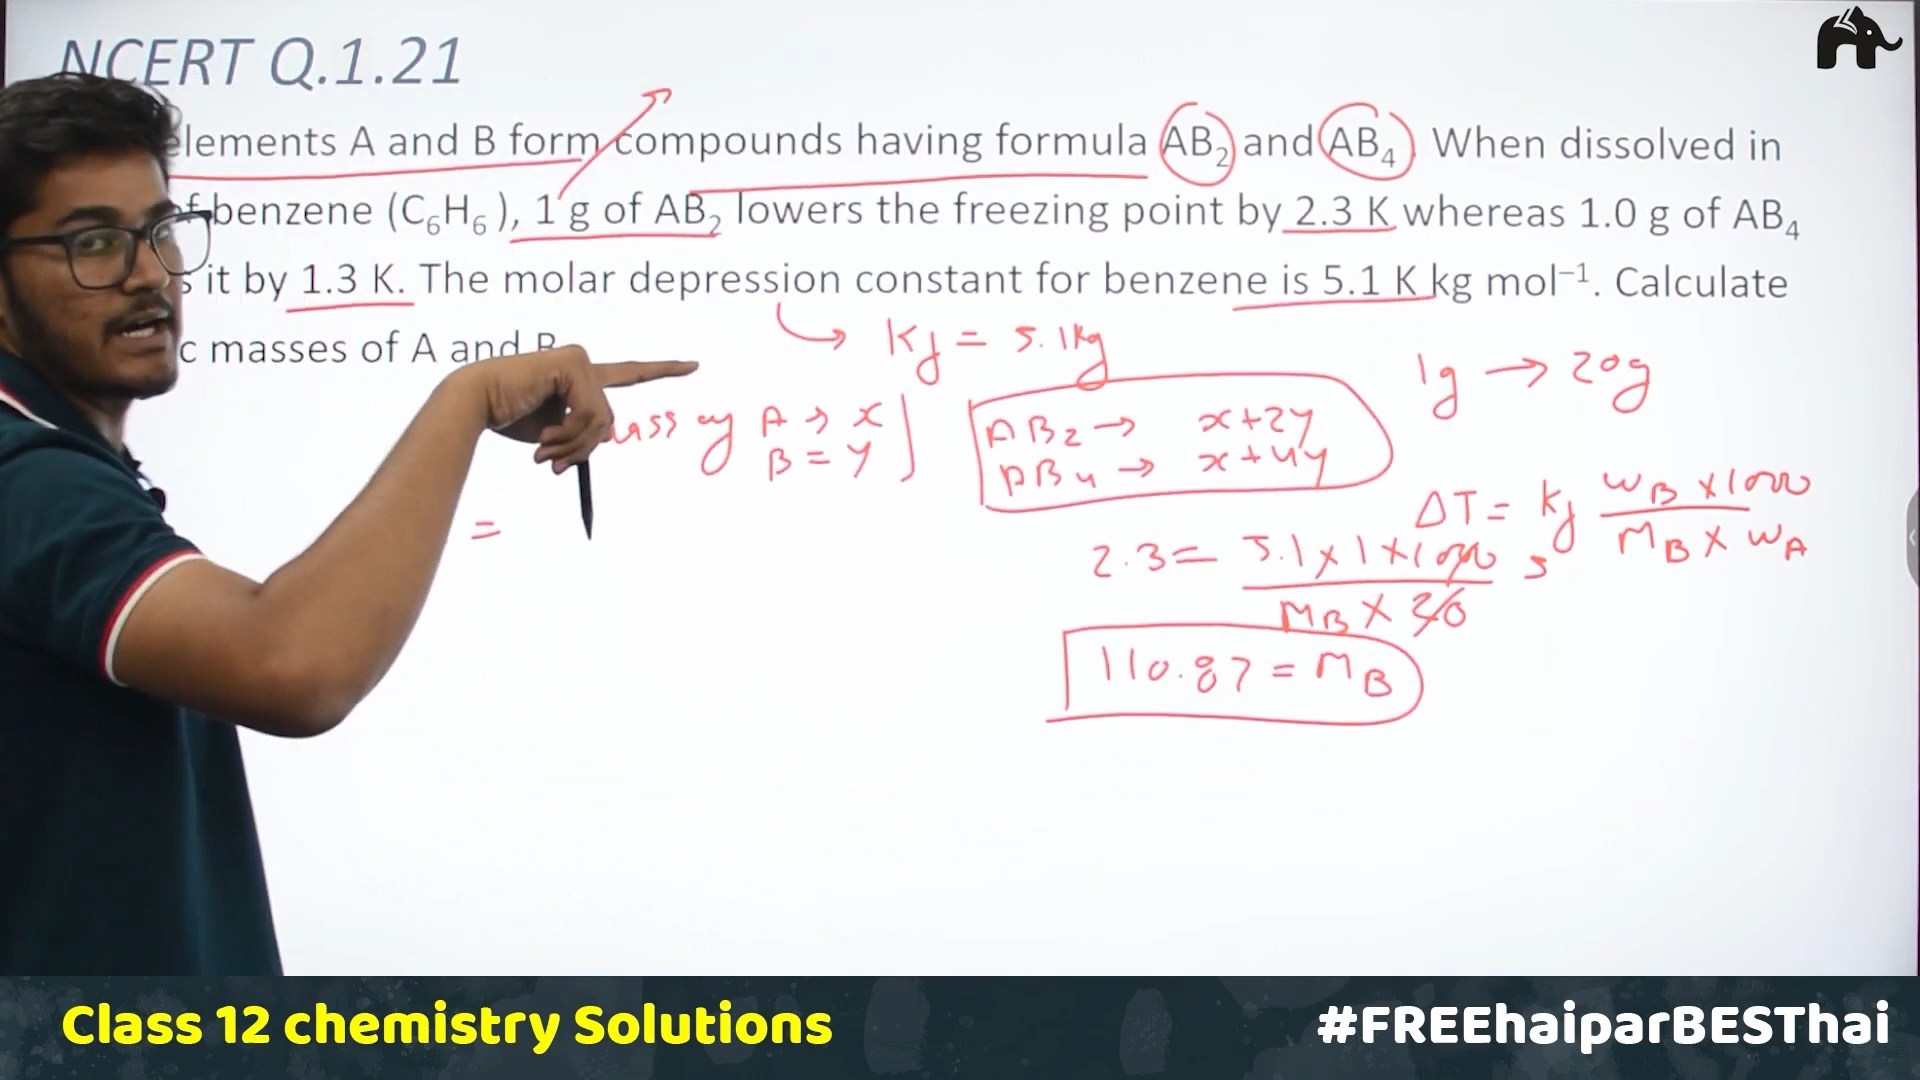 NCERT Q.1.21
elements A and B form compounds having formula AB₂ and AB₄ When dissolved in
of benzene (C₆H₆), 1 g of AB₂ lowers the freezing point by 2.3 K whereas 1.0 g of AB₄
it by 1.3 K. The molar depression constant for benzene is 5.1 K kg mol⁻¹. Calculate
masses of A and B
Kf = 5.1 Kg
1g → 20g
A → x
B = y
AB₂ → x+2y
AB₄ → x+4y
ΔT = Kf WB x 1000
MB x WA
2.3 = 5.1 x 1 x 1000 5
MB x 20
110.87 = MB
=
Class 12 chemistry Solutions
#FREEhaiparBESThai